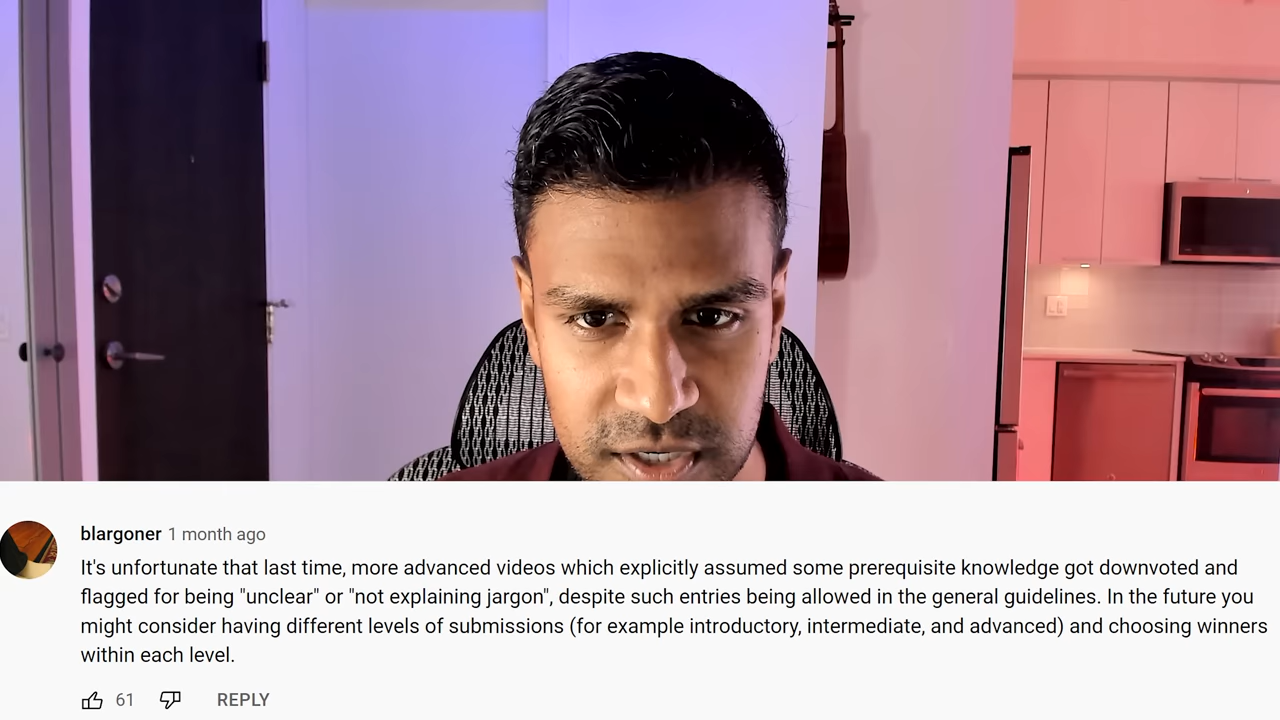 blargoner 1 month ago
It's unfortunate that last time, more advanced videos which explicitly assumed some prerequisite knowledge got downvoted and
flagged for being "unclear" or "not explaining jargon", despite such entries being allowed in the general guidelines. In the future you
might consider having different levels of submissions (for example introductory, intermediate, and advanced) and choosing winners
within each level.
61 REPLY